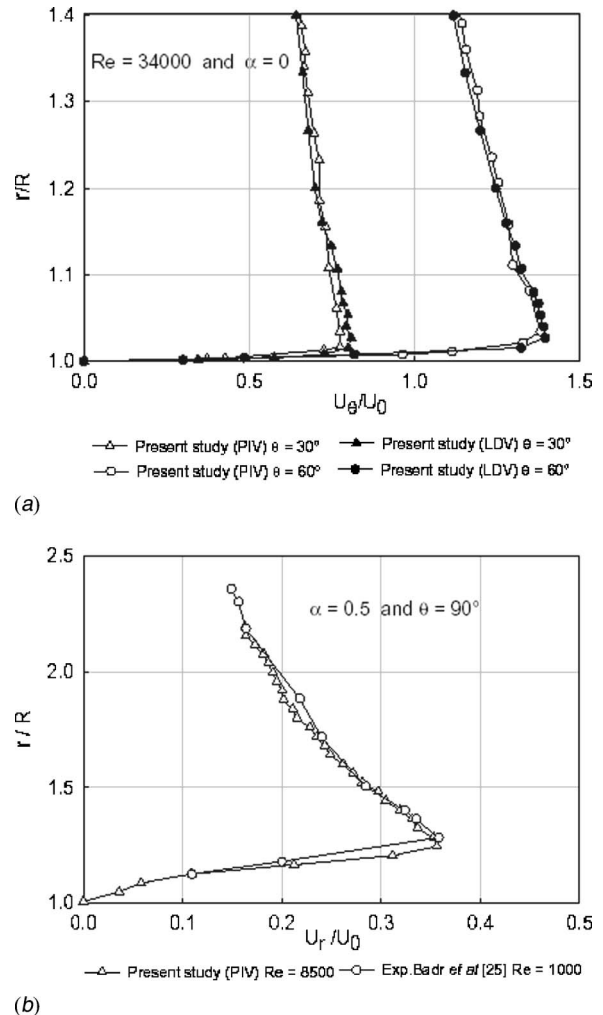 1.4
Re = 34000 and α = 0
1.3
r/R
1.2
1.1
1.0
0.0 0.5 1.0 1.5
Uθ/U0
Present study (PIV) θ = 30° Present study (LDV) θ = 30°
Present study (PIV) θ = 60° Present study (LDV) θ = 60°
(a)
2.5
α = 0.5 and θ = 90°
2.0
r / R
1.5
1.0
0.0 0.1 0.2 0.3 0.4 0.5
Ur /U0
Present study (PIV) Re = 8500 Exp.Badr et al [25] Re = 1000
(b)